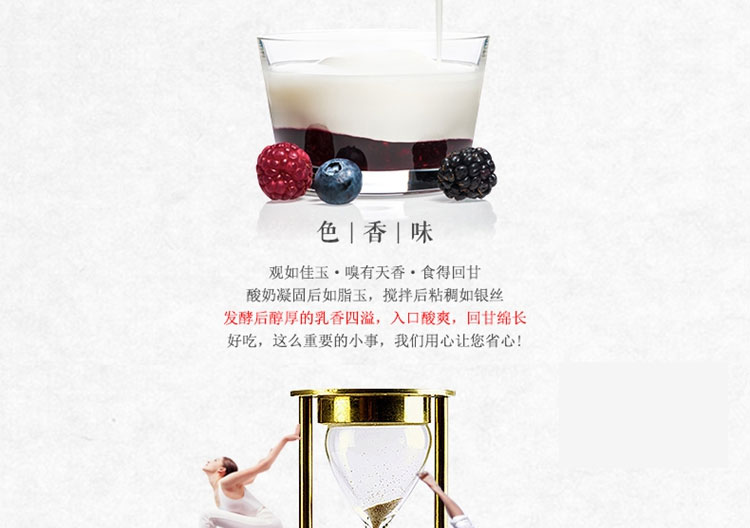 色|香|味
观如佳玉·嗅有天香·食得回甘
酸奶凝固后如脂玉，搅拌后粘稠如银丝
发酵后醇厚的乳香四溢，入口酸爽，回甘绵长
好吃，这么重要的小事，我们用心让您省心!